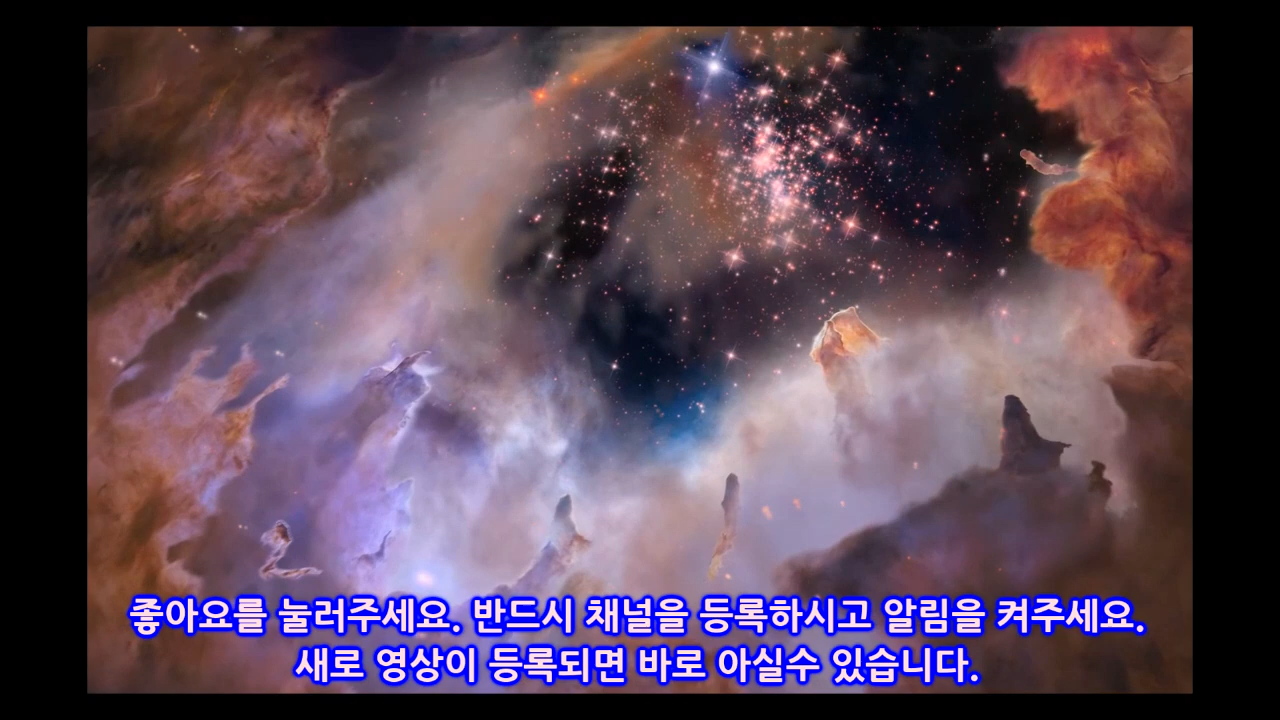 좋아요를 눌러주세요. 반드시 채널을 등록하시고 알림을 켜주세요.
새로 영상이 등록되면 바로 아실수 있습니다.